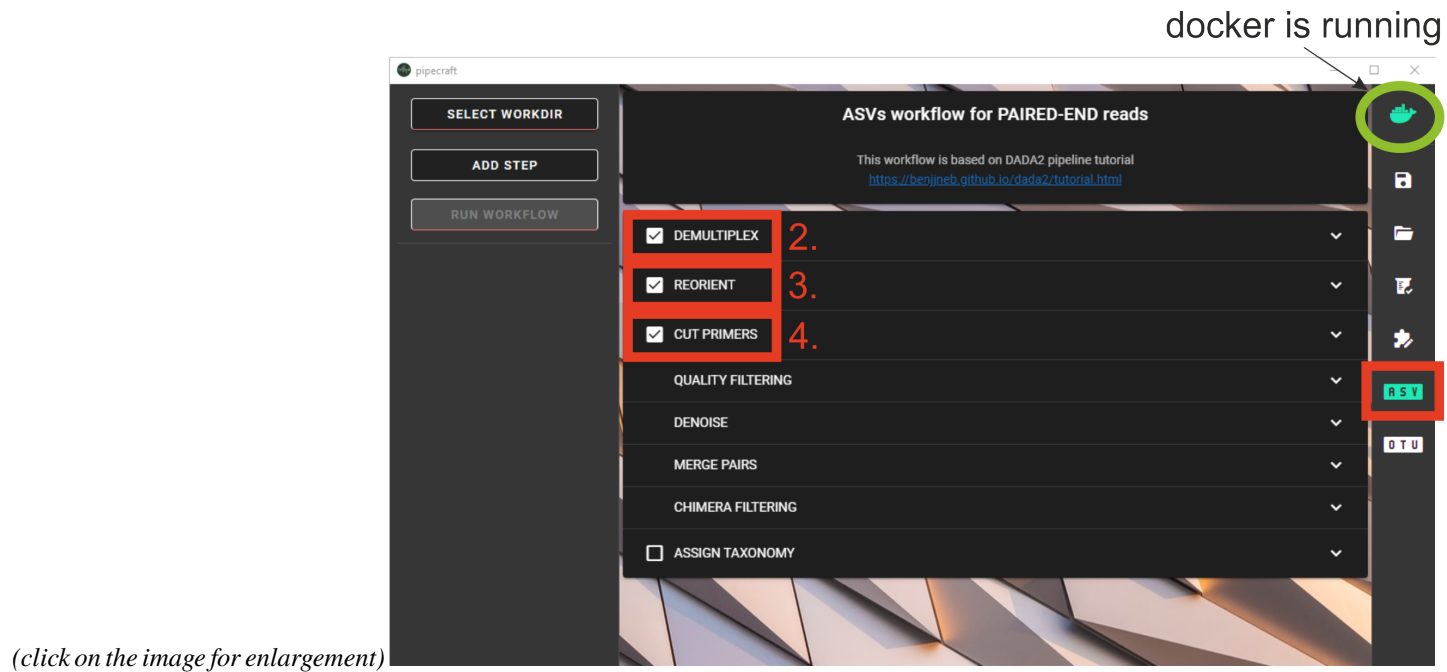 docker is running
pipecraft
SELECT WORKDIR
ADD STEP
RUN WORKFLOW
ASVs workflow for PAIRED-END reads
This workflow is based on DADA2 pipeline tutorial
https://benjjneb.github.io/dada2/tutorial.html
DEMULTIPLEX 2.
REORIENT 3.
CUT PRIMERS 4.
QUALITY FILTERING
DENOISE
MERGE PAIRS
CHIMERA FILTERING
ASSIGN TAXONOMY
ASV
OTU
(click on the image for enlargement)